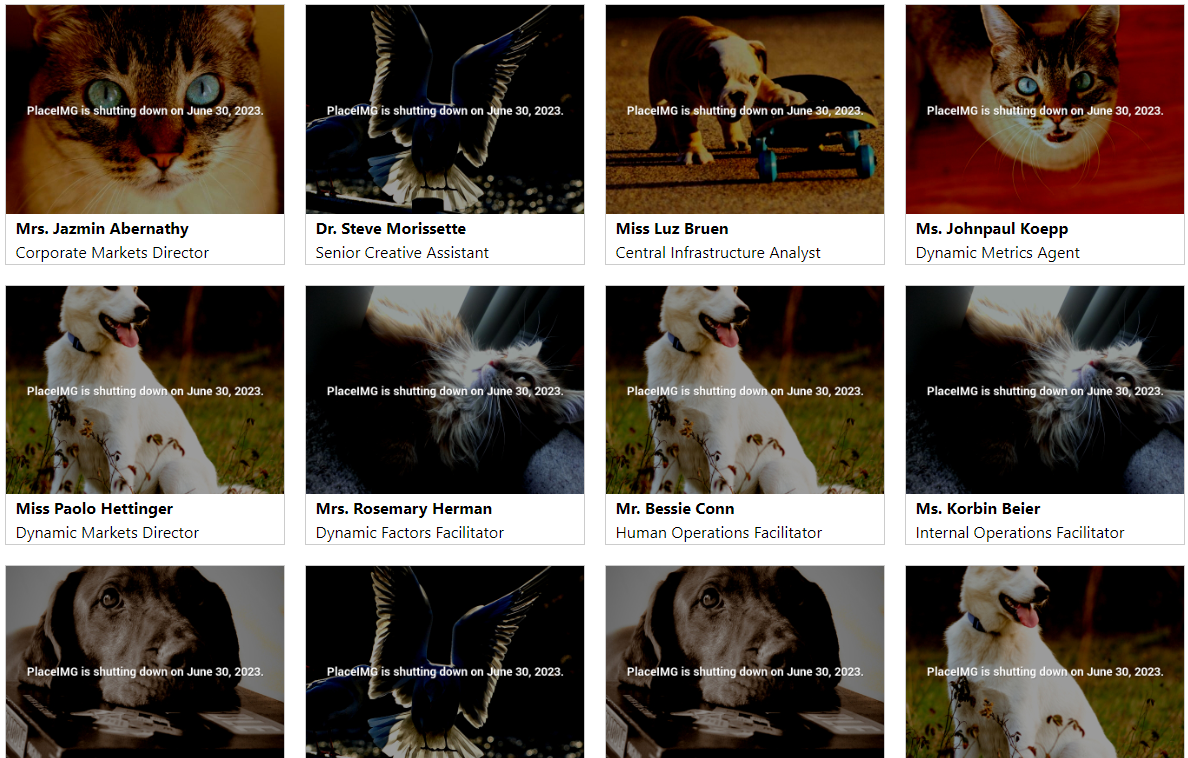 PlaceIMG is shutting down on June 30, 2023.
PlaceIMG is shutting down on June 30, 2023.
PlaceIMG is shutting down on June 30, 2023.
PlaceIMG is shutting down on June 30, 2023.
Mrs. Jazmin Abernathy
Corporate Markets Director
Dr. Steve Morissette
Senior Creative Assistant
Miss Luz Bruen
Central Infrastructure Analyst
Ms. Johnpaul Koepp
Dynamic Metrics Agent
PlaceIMG is shutting down on June 30, 2023.
PlaceIMG is shutting down on June 30, 2023.
PlaceIMG is shutting down on June 30, 2023.
PlaceIMG is shutting down on June 30, 2023.
Miss Paolo Hettinger
Dynamic Markets Director
Mrs. Rosemary Herman
Dynamic Factors Facilitator
Mr. Bessie Conn
Human Operations Facilitator
Ms. Korbin Beier
Internal Operations Facilitator
PlaceIMG is shutting down on June 30, 2023.
PlaceIMG is shutting down on June 30, 2023.
PlaceIMG is shutting down on June 30, 2023.
PlaceIMG is shutting down on June 30, 2023.